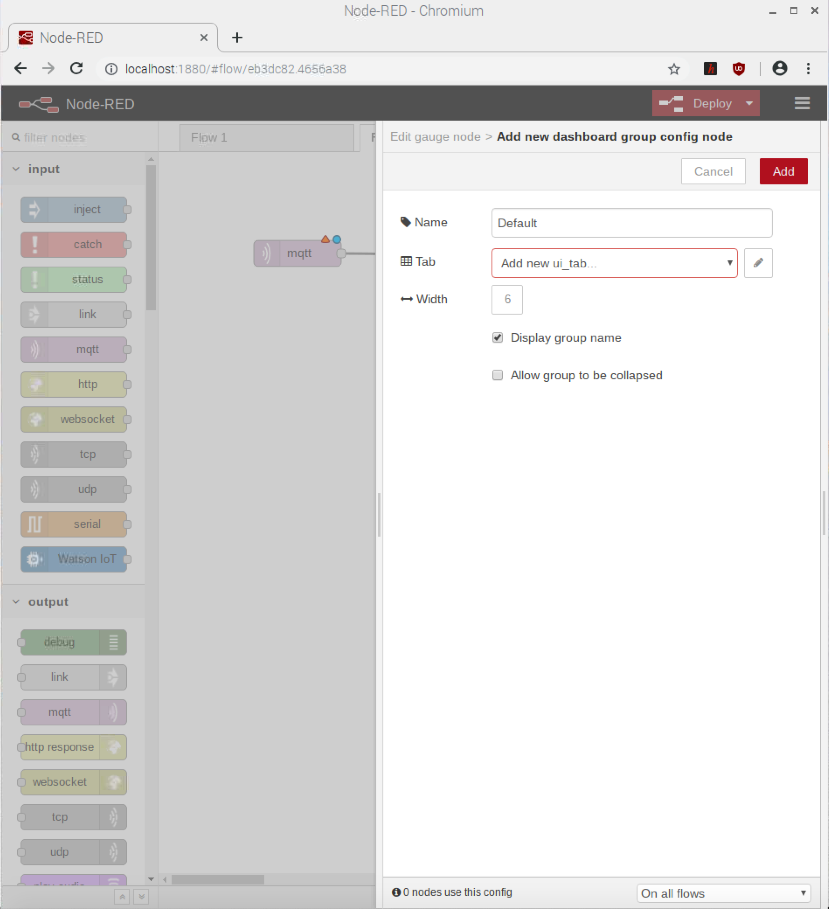 Node-RED - Chromium
Node-RED
localhost:1880/#flow/eb3dc82.4656a38
Node-RED
Deploy
filter nodes
input
inject
catch
status
link
mqtt
http
websocket
tcp
udp
serial
Watson IoT
output
debug
link
mqtt
http response
websocket
tcp
udp
Flow 1
mqtt
Edit gauge node > Add new dashboard group config node
Cancel
Add
Name
Default
Tab
Add new ui_tab...
Width
6
Display group name
Allow group to be collapsed
0 nodes use this config
On all flows